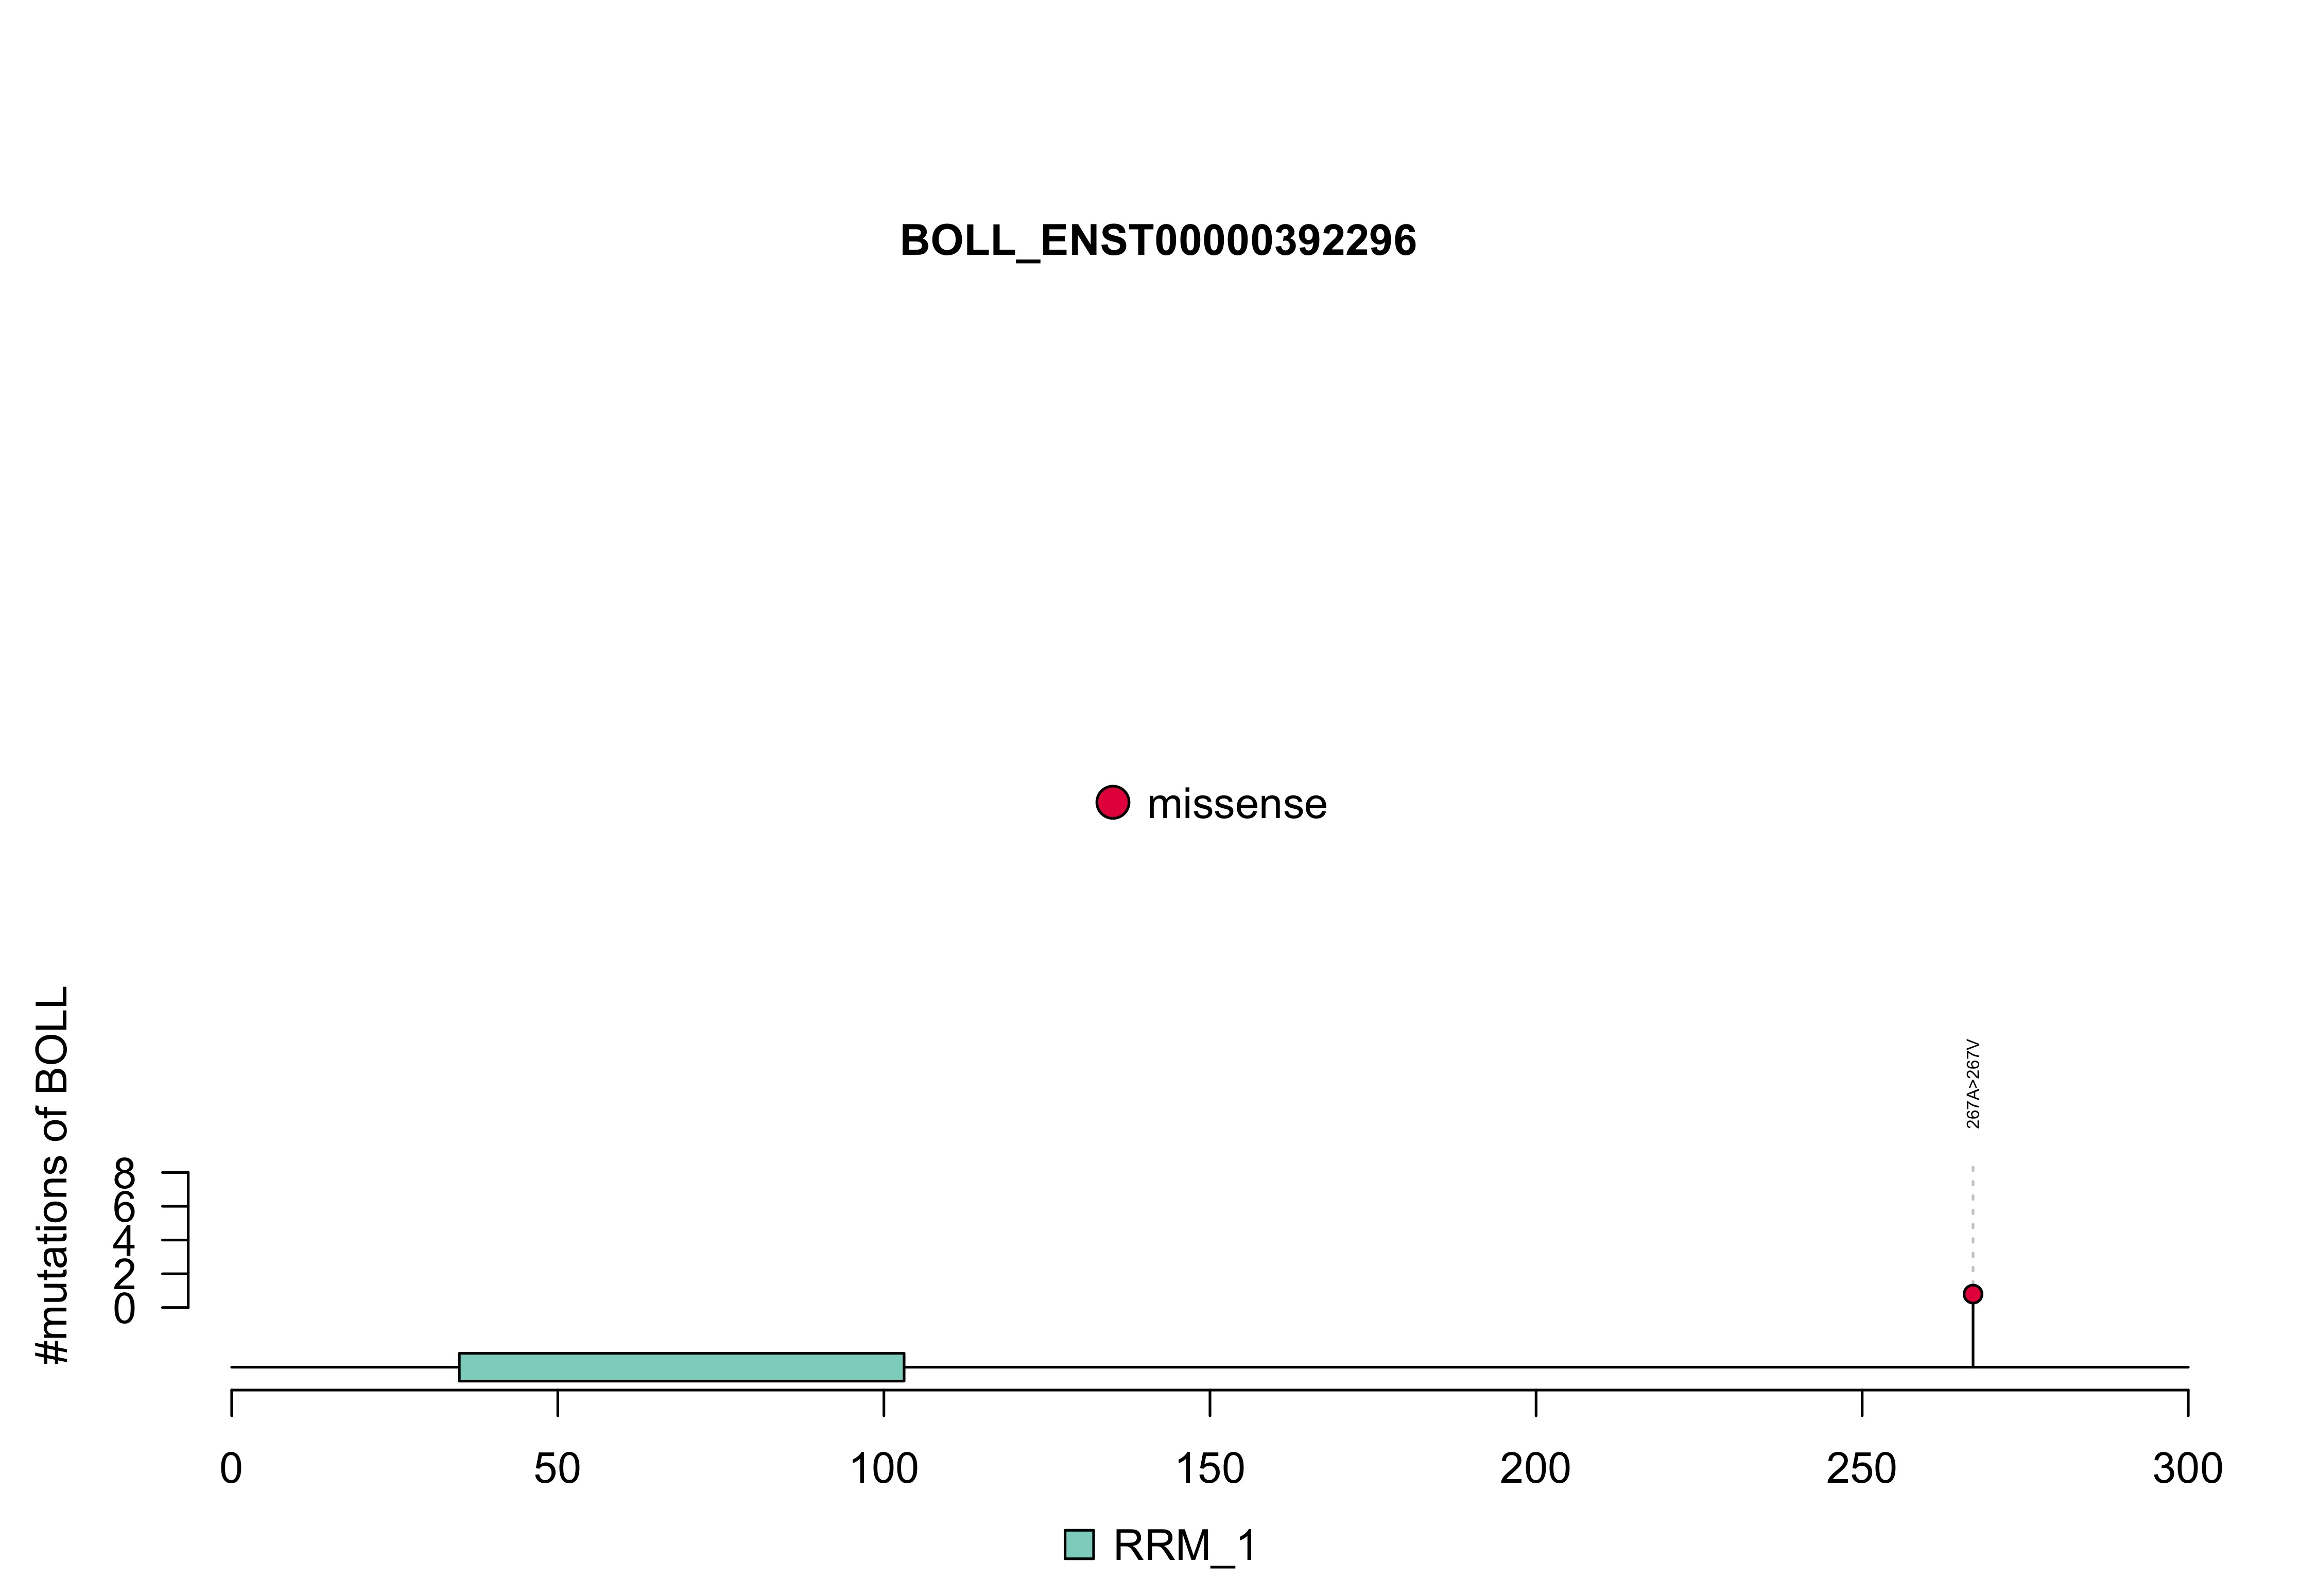 BOLL_ENST00000392296
missense
267A>267V
#mutations of BOLL
8
6
4
2
0
0 50 100 150 200 250 300
RRM_1